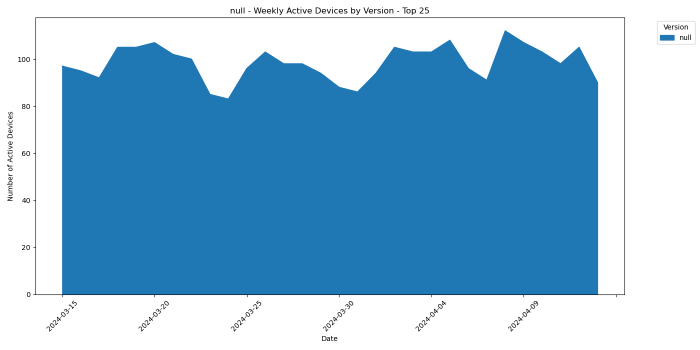 null - Weekly Active Devices by Version - Top 25
Version
null
Number of Active Devices
100
80
60
40
20
0
2024-03-15
2024-03-20
2024-03-25
2024-03-30
2024-04-04
2024-04-09
Date